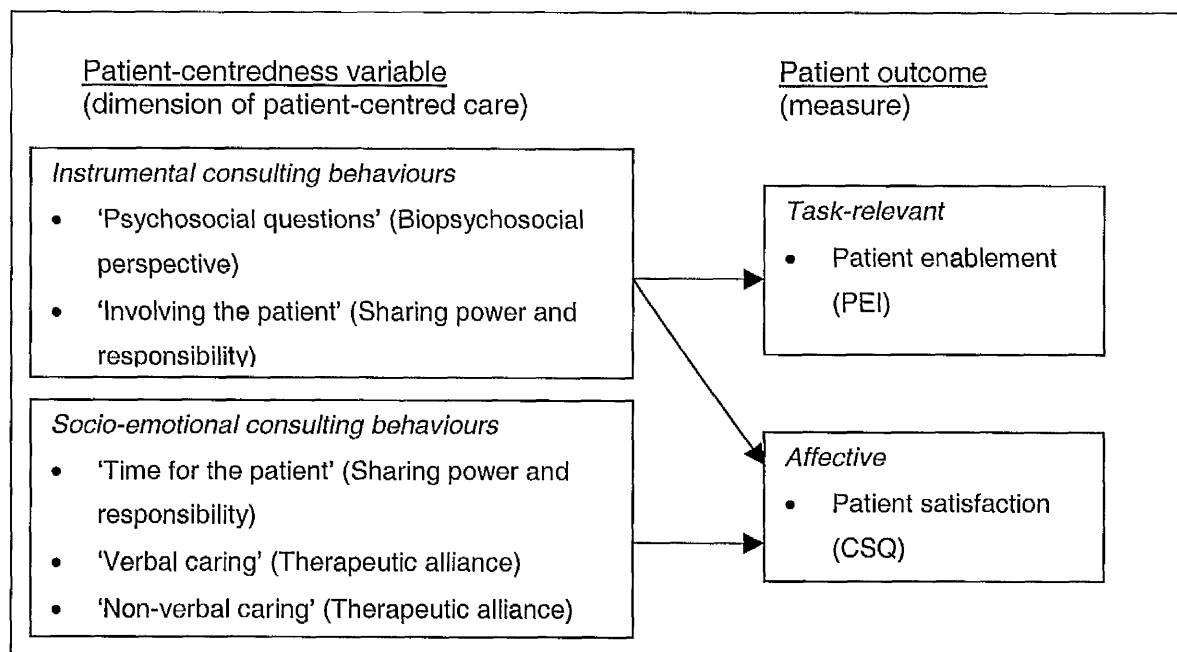 Patient-centredness variable
(dimension of patient-centred care)
Instrumental consulting behaviours
• 'Psychosocial questions' (Biopsychosocial
perspective)
• 'Involving the patient' (Sharing power and
responsibility)
Socio-emotional consulting behaviours
• 'Time for the patient' (Sharing power and
responsibility)
• 'Verbal caring' (Therapeutic alliance)
• 'Non-verbal caring' (Therapeutic alliance)
Patient outcome
(measure)
Task-relevant
• Patient enablement
(PEI)
Affective
• Patient satisfaction
(CSQ)